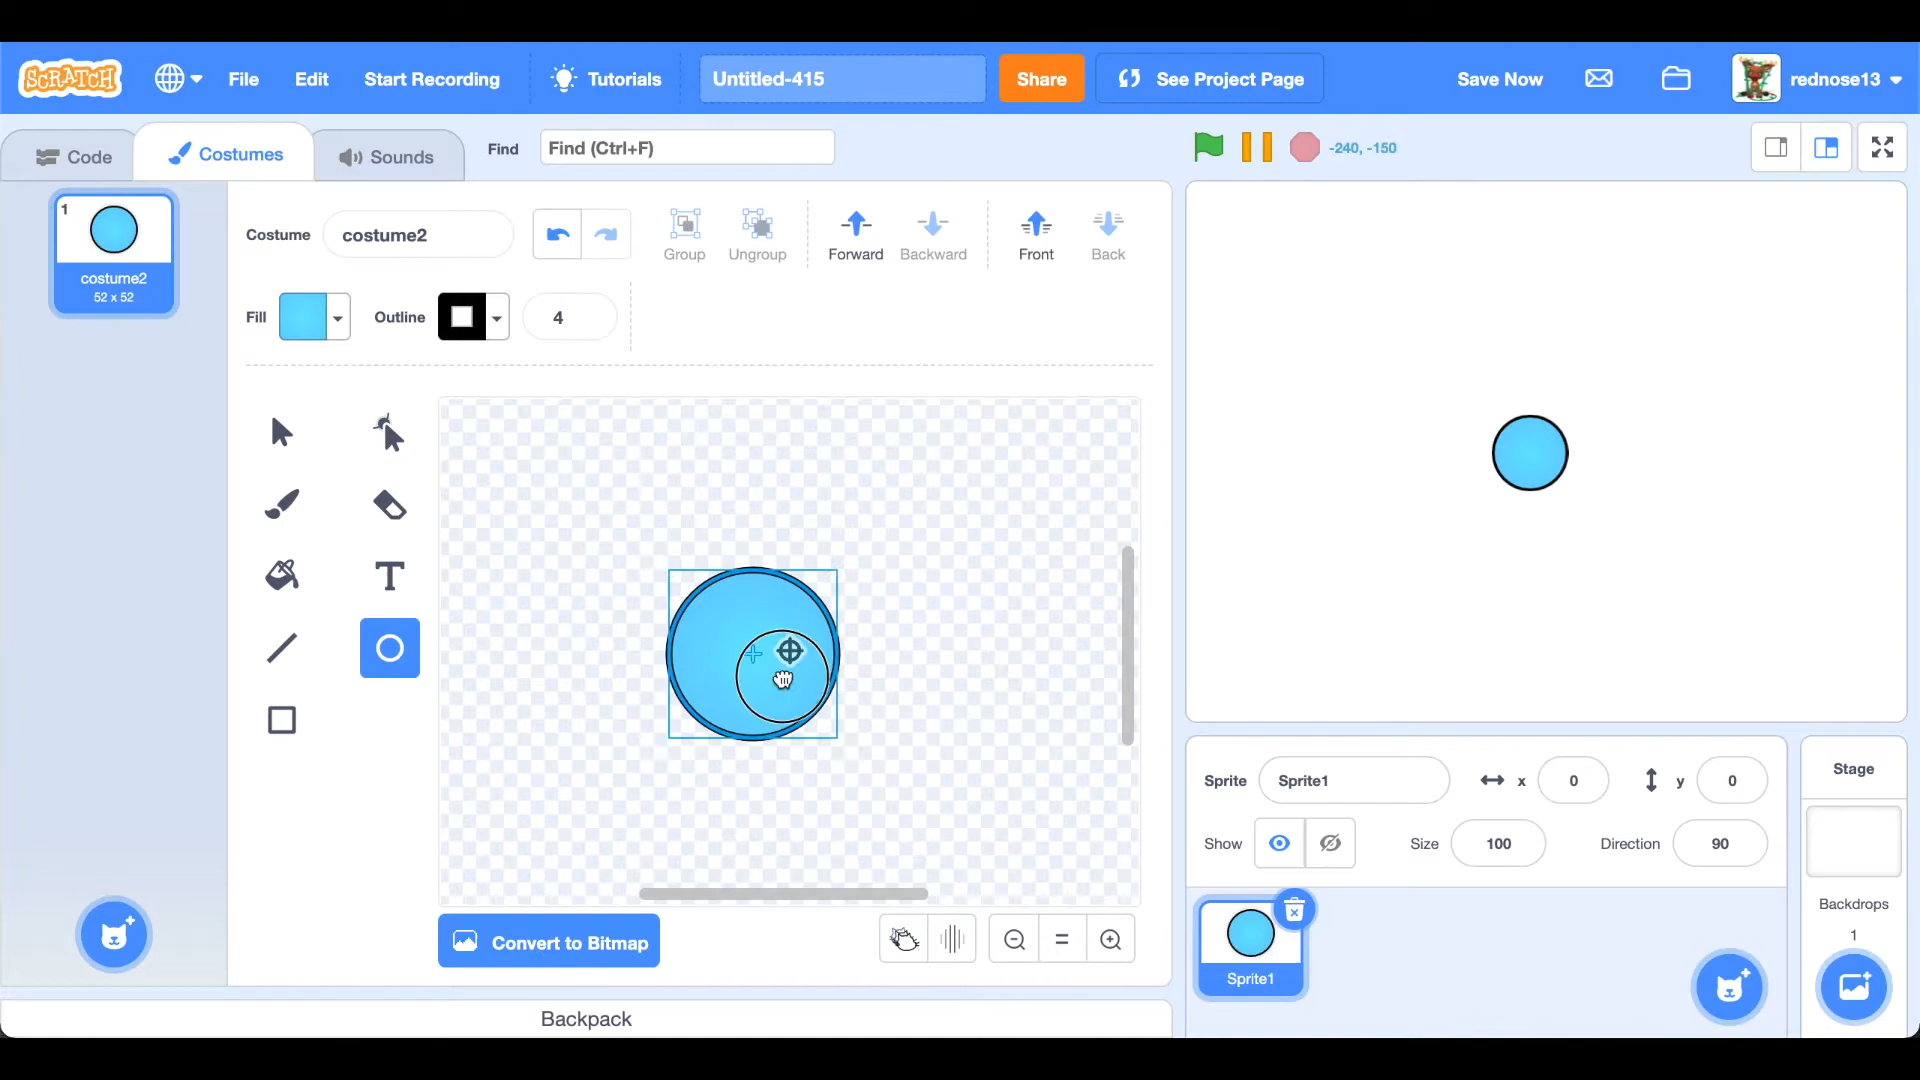 SCRATCH File Edit Start Recording Tutorials Untitled-415 Share See Project Page Save Now rednose13
Code Costumes Sounds Find Find (Ctrl+F) -240, -150
1
costume2
52 x 52
Costume costume2 Group Ungroup Forward Backward Front Back
Fill Outline 4
T
Convert to Bitmap
Backpack
Sprite Sprite1 x 0 y 0
Show Size 100 Direction 90
Sprite1
Stage
Backdrops
1